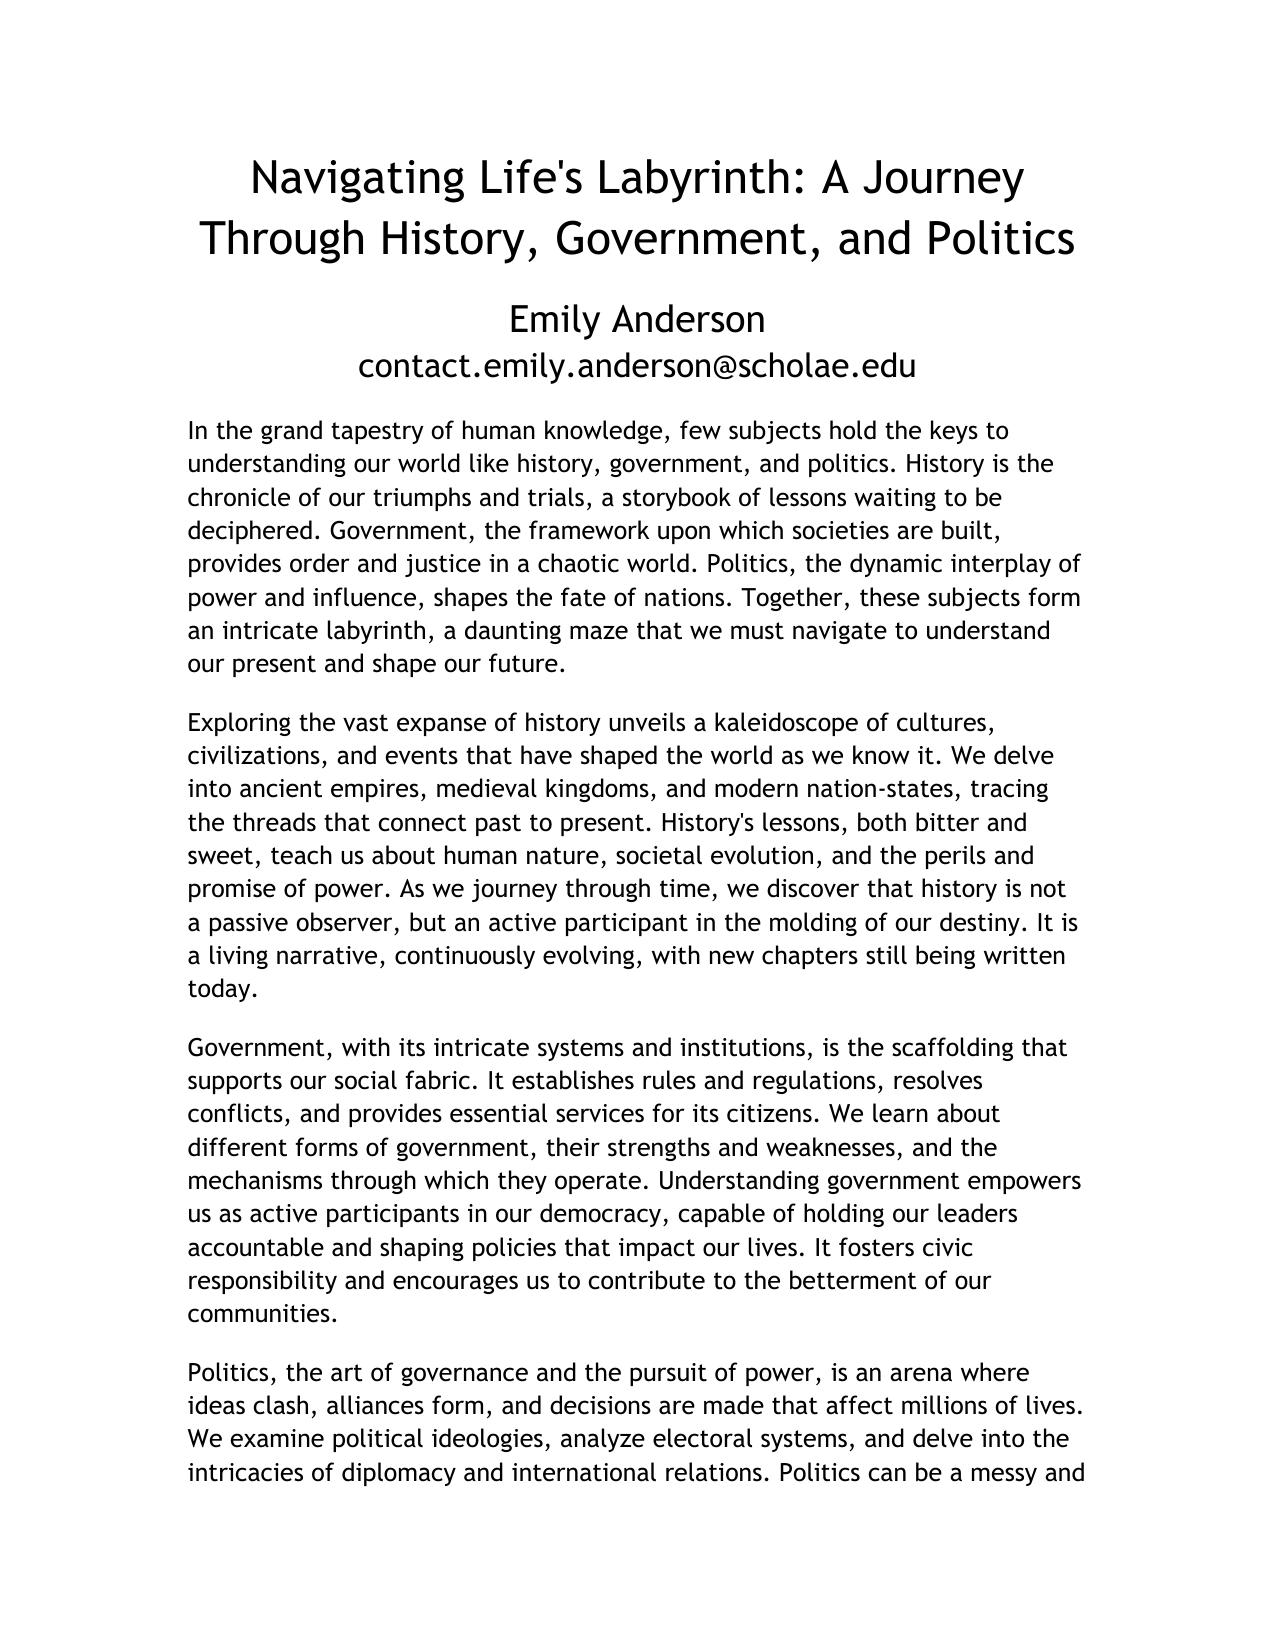 Navigating Life's Labyrinth: A Journey
Through History, Government, and Politics
Emily Anderson
contact.emily.anderson@scholae.edu
In the grand tapestry of human knowledge, few subjects hold the keys to
understanding our world like history, government, and politics. History is the
chronicle of our triumphs and trials, a storybook of lessons waiting to be
deciphered. Government, the framework upon which societies are built,
provides order and justice in a chaotic world. Politics, the dynamic interplay of
power and influence, shapes the fate of nations. Together, these subjects form
an intricate labyrinth, a daunting maze that we must navigate to understand
our present and shape our future.
Exploring the vast expanse of history unveils a kaleidoscope of cultures,
civilizations, and events that have shaped the world as we know it. We delve
into ancient empires, medieval kingdoms, and modern nation-states, tracing
the threads that connect past to present. History's lessons, both bitter and
sweet, teach us about human nature, societal evolution, and the perils and
promise of power. As we journey through time, we discover that history is not
a passive observer, but an active participant in the molding of our destiny. It is
a living narrative, continuously evolving, with new chapters still being written
today.
Government, with its intricate systems and institutions, is the scaffolding that
supports our social fabric. It establishes rules and regulations, resolves
conflicts, and provides essential services for its citizens. We learn about
different forms of government, their strengths and weaknesses, and the
mechanisms through which they operate. Understanding government empowers
us as active participants in our democracy, capable of holding our leaders
accountable and shaping policies that impact our lives. It fosters civic
responsibility and encourages us to contribute to the betterment of our
communities.
Politics, the art of governance and the pursuit of power, is an arena where
ideas clash, alliances form, and decisions are made that affect millions of lives.
We examine political ideologies, analyze electoral systems, and delve into the
intricacies of diplomacy and international relations. Politics can be a messy and